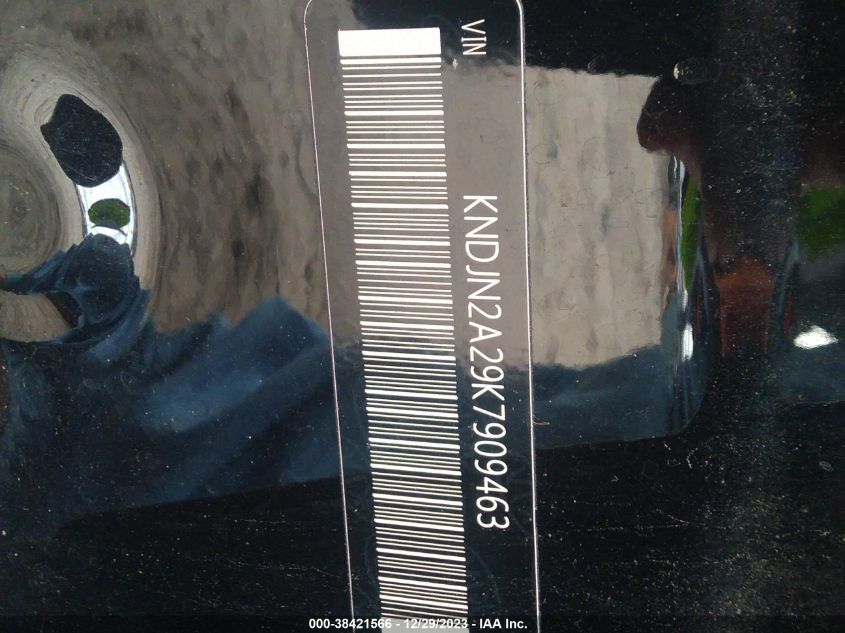 VIN
KNDJN2A29K7909463
000-38421566 - 12/29/2023 - IAA Inc.